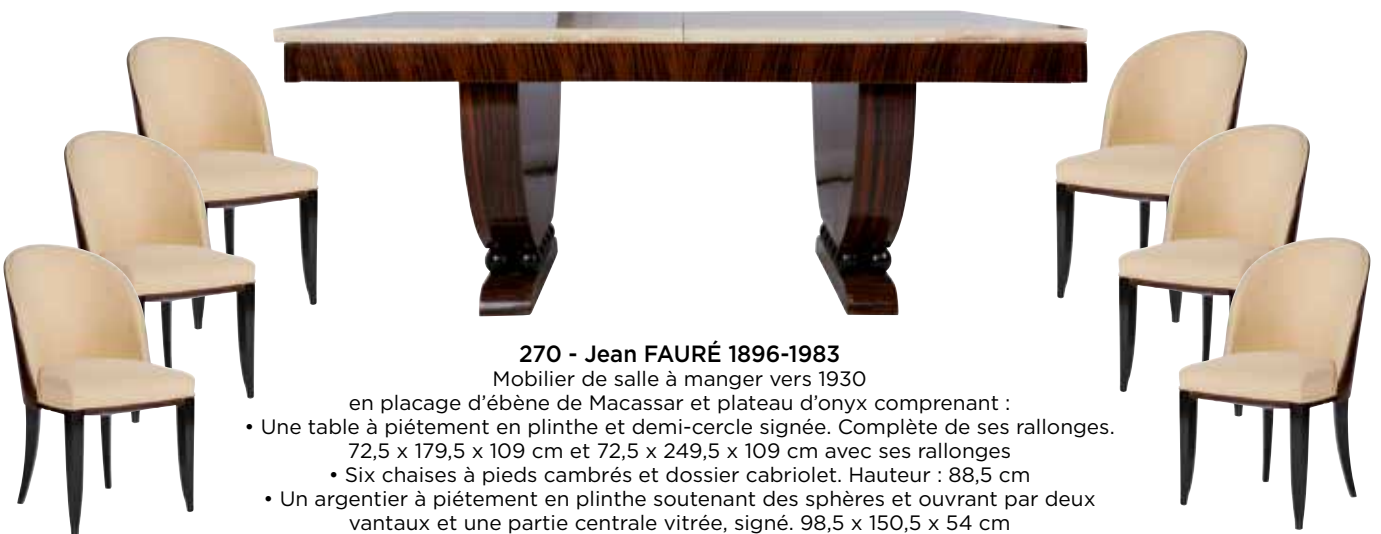 270 - Jean FAURÉ 1896-1983
Mobilier de salle à manger vers 1930
en placage d'ébène de Macassar et plateau d'onyx comprenant :
• Une table à piétement en plinthe et demi-cercle signée. Complète de ses rallonges.
72,5 x 179,5 x 109 cm et 72,5 x 249,5 x 109 cm avec ses rallonges
• Six chaises à pieds cambrés et dossier cabriolet. Hauteur : 88,5 cm
• Un argentier à piétement en plinthe soutenant des sphères et ouvrant par deux
vantaux et une partie centrale vitrée, signé. 98,5 x 150,5 x 54 cm